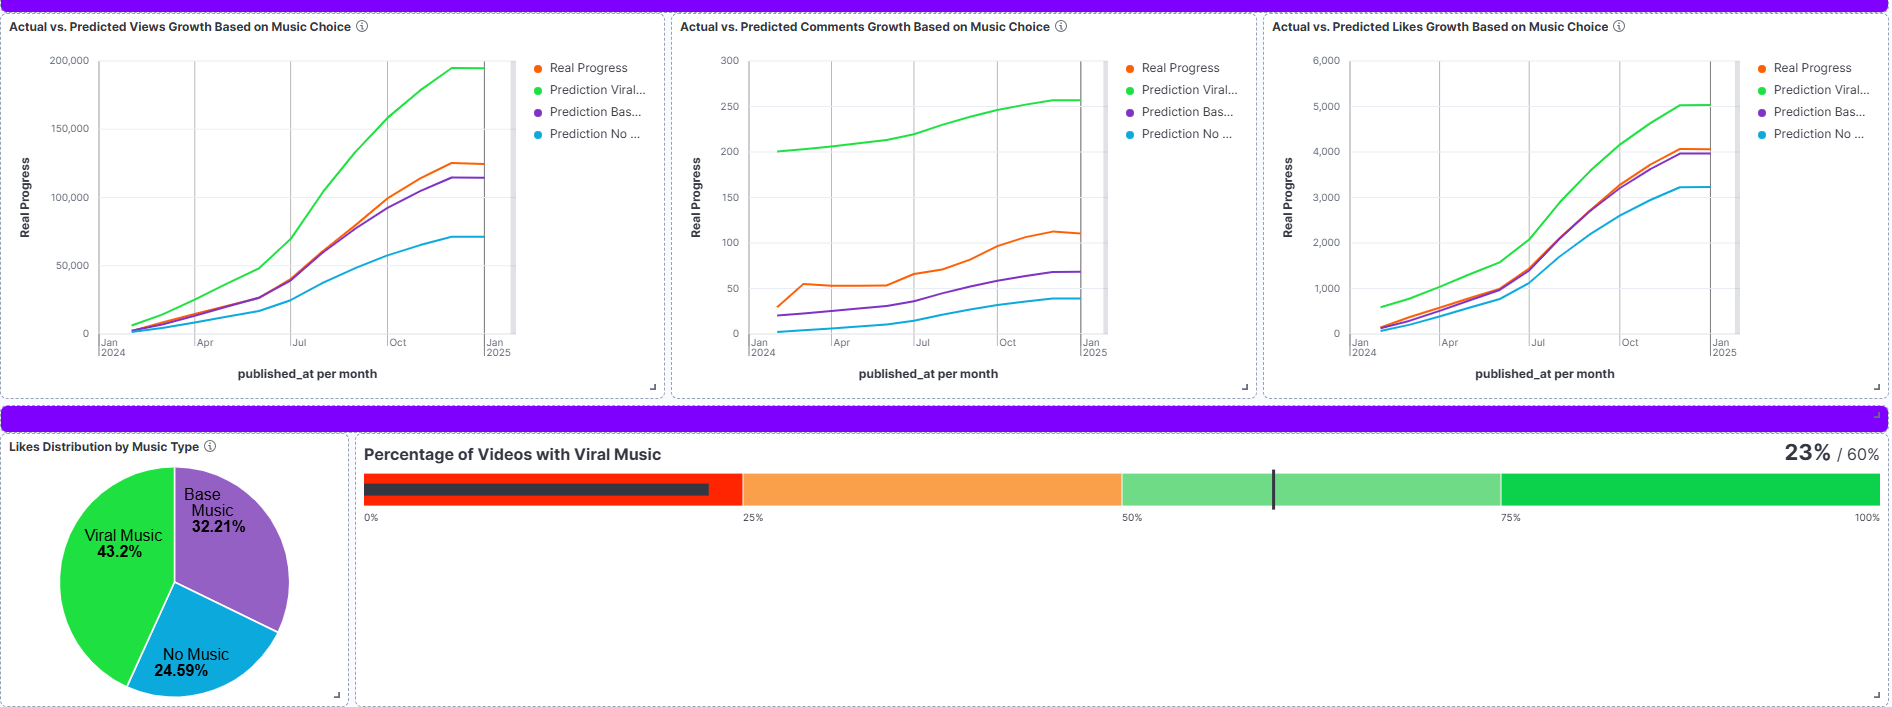 Actual vs. Predicted Views Growth Based on Music Choice
200,000
150,000
100,000
50,000
0
Real Progress
Jan
2024
Apr
Jul
Oct
Jan
2025
published_at per month
Real Progress
Prediction Viral...
Prediction Bas...
Prediction No ...
Actual vs. Predicted Comments Growth Based on Music Choice
300
250
200
150
100
50
0
Real Progress
Jan
2024
Apr
Jul
Oct
Jan
2025
published_at per month
Real Progress
Prediction Viral...
Prediction Bas...
Prediction No ...
Actual vs. Predicted Likes Growth Based on Music Choice
6,000
5,000
4,000
3,000
2,000
1,000
0
Real Progress
Jan
2024
Apr
Jul
Oct
Jan
2025
published_at per month
Real Progress
Prediction Viral...
Prediction Bas...
Prediction No ...
Likes Distribution by Music Type
Base
Music
32.21%
Viral Music
43.2%
No Music
24.59%
Percentage of Videos with Viral Music
23% / 60%
0%
25%
50%
75%
100%